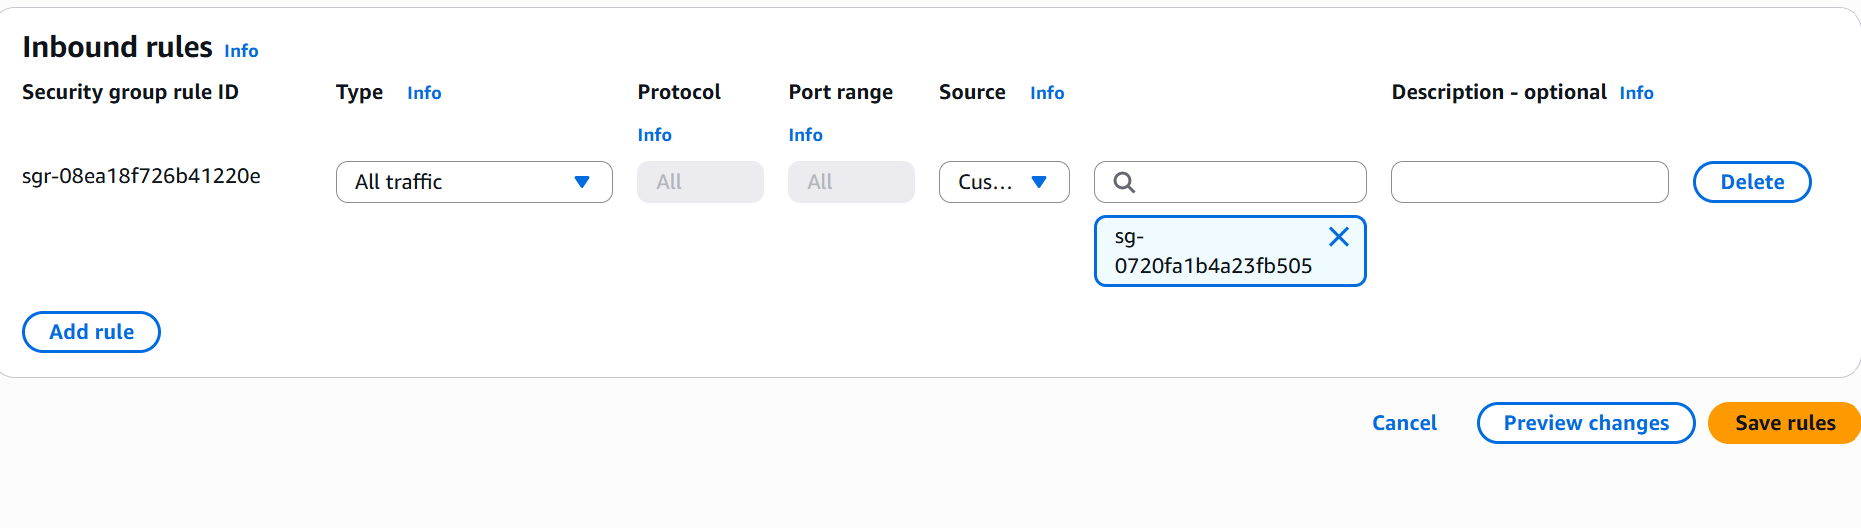 Inbound rules Info
Security group rule ID Type Info Protocol Port range Source Info Description - optional Info
Info Info
sgr-08ea18f726b41220e All traffic All All Cus... Delete
sg-
0720fa1b4a23fb505
Add rule
Cancel Preview changes Save rules